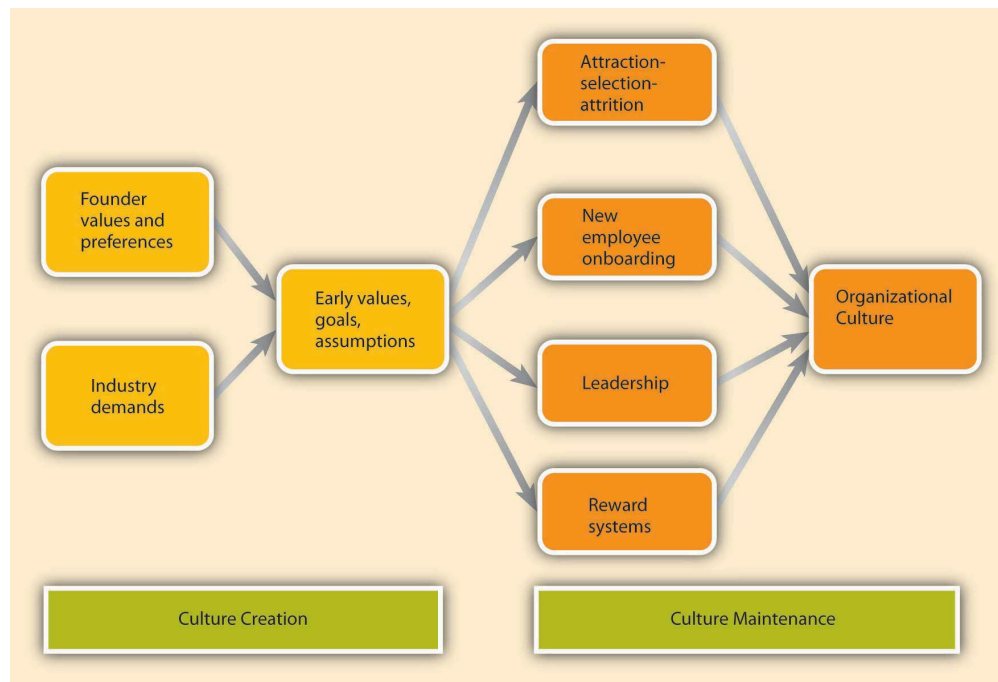 Founder
values and
preferences
Industry
demands
Early values,
goals,
assumptions
Attraction-
selection-
attrition
New
employee
onboarding
Leadership
Reward
systems
Organizational
Culture
Culture Creation
Culture Maintenance